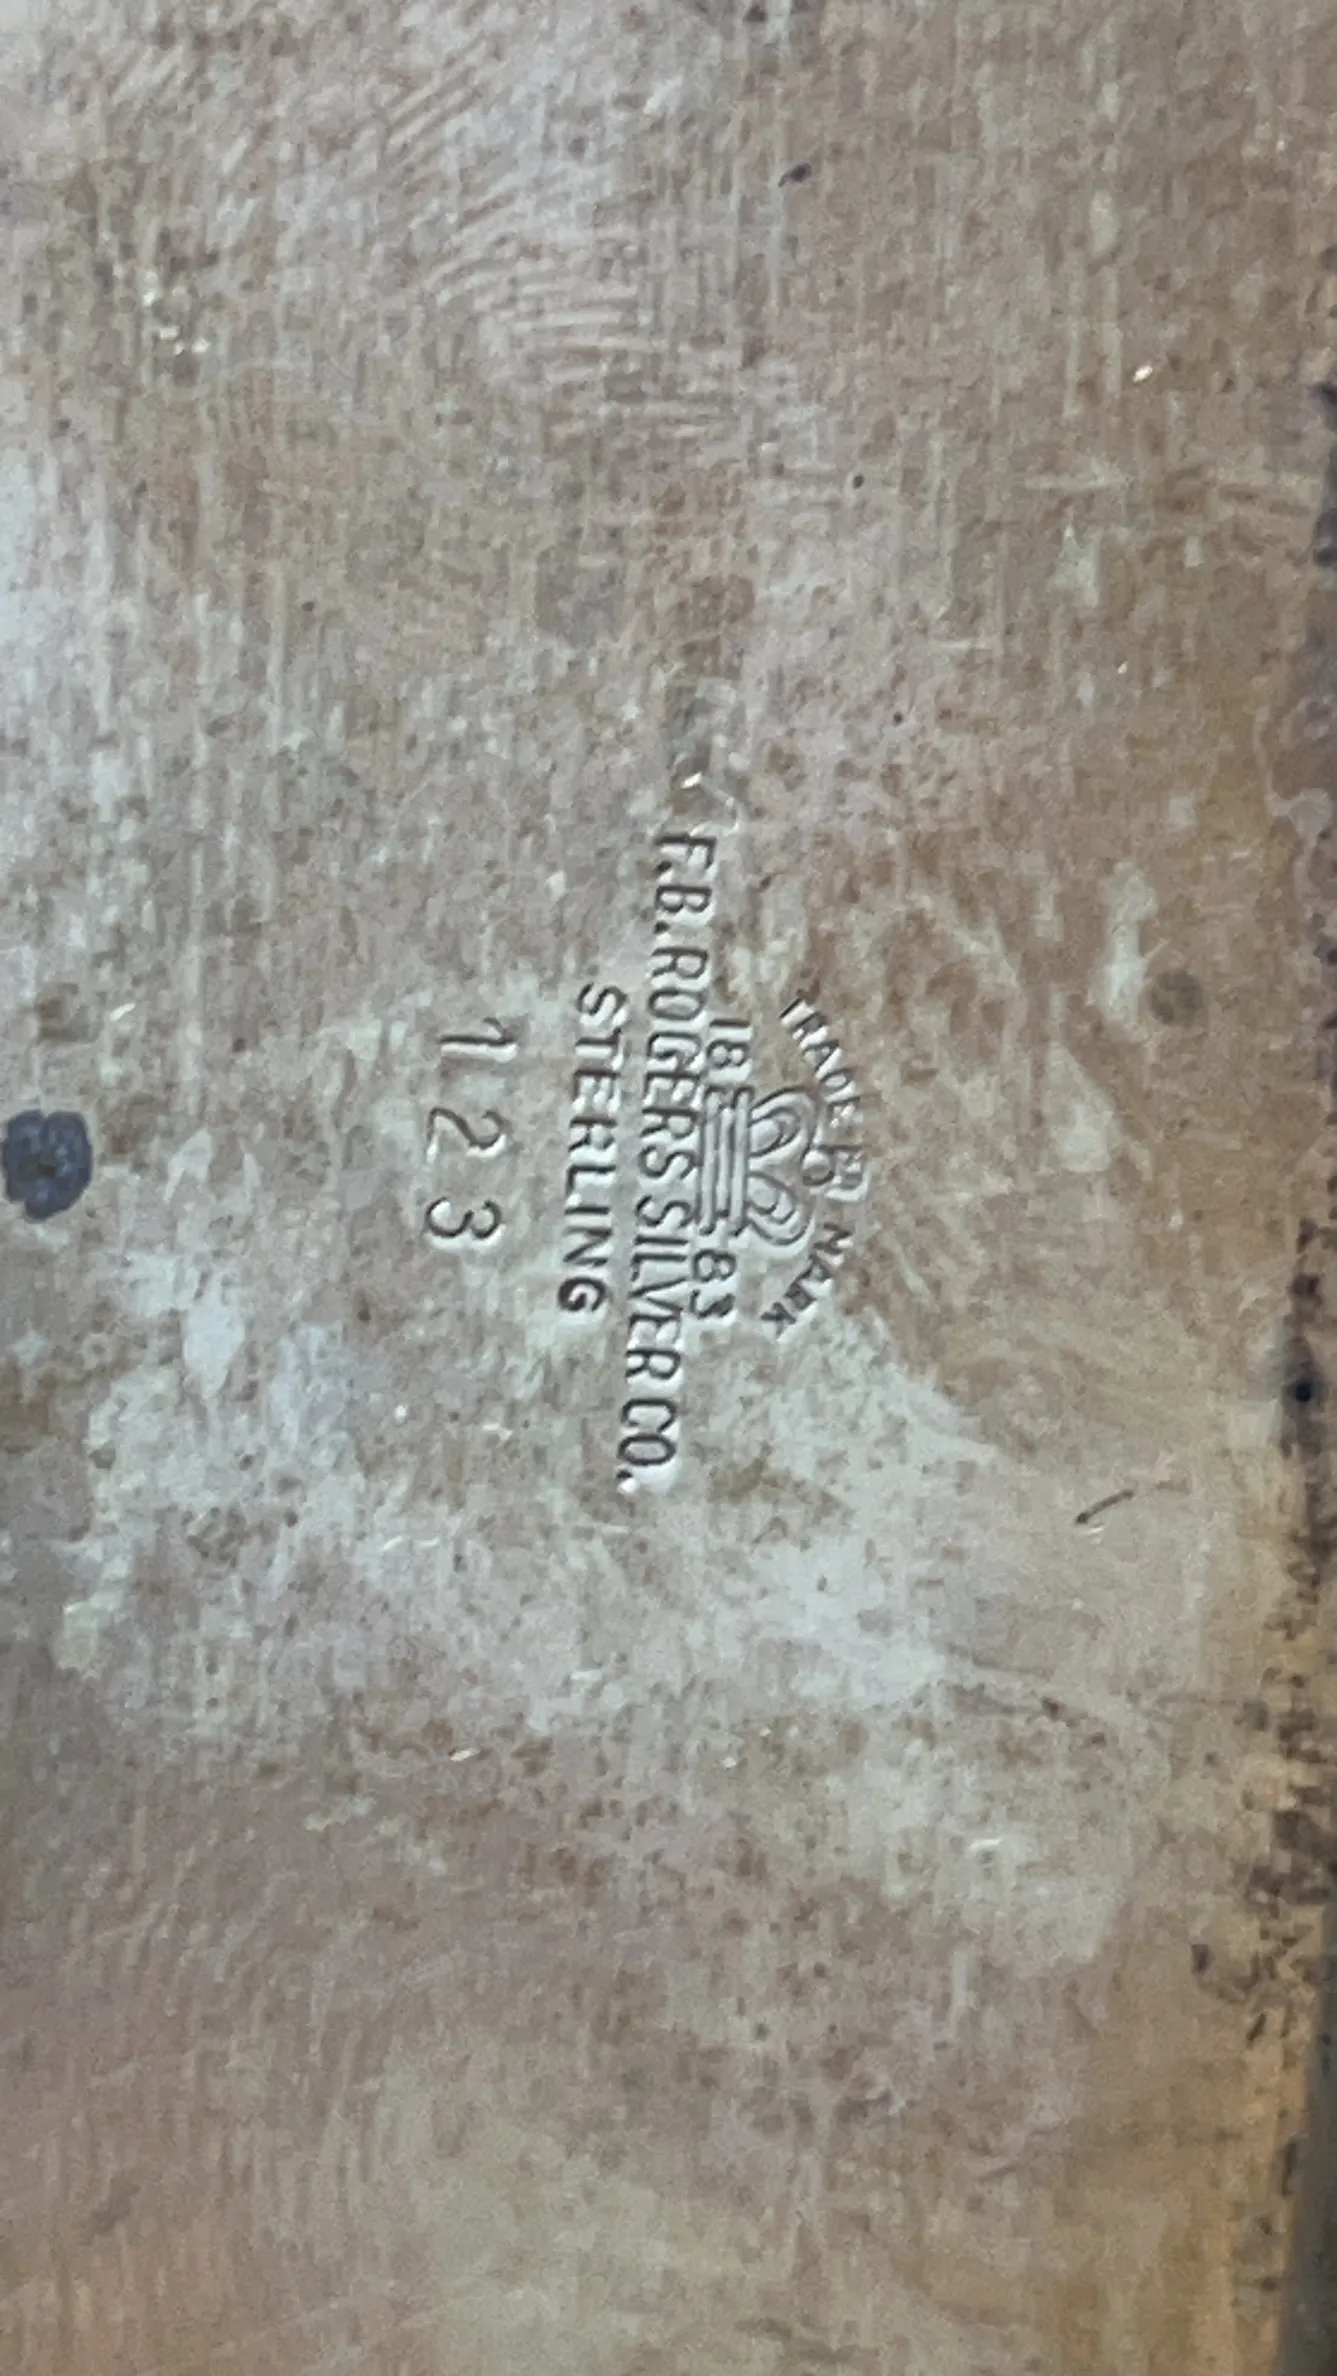 TRADE MARK
18 83
F.B. ROGERS SILVER CO.
STERLING
123